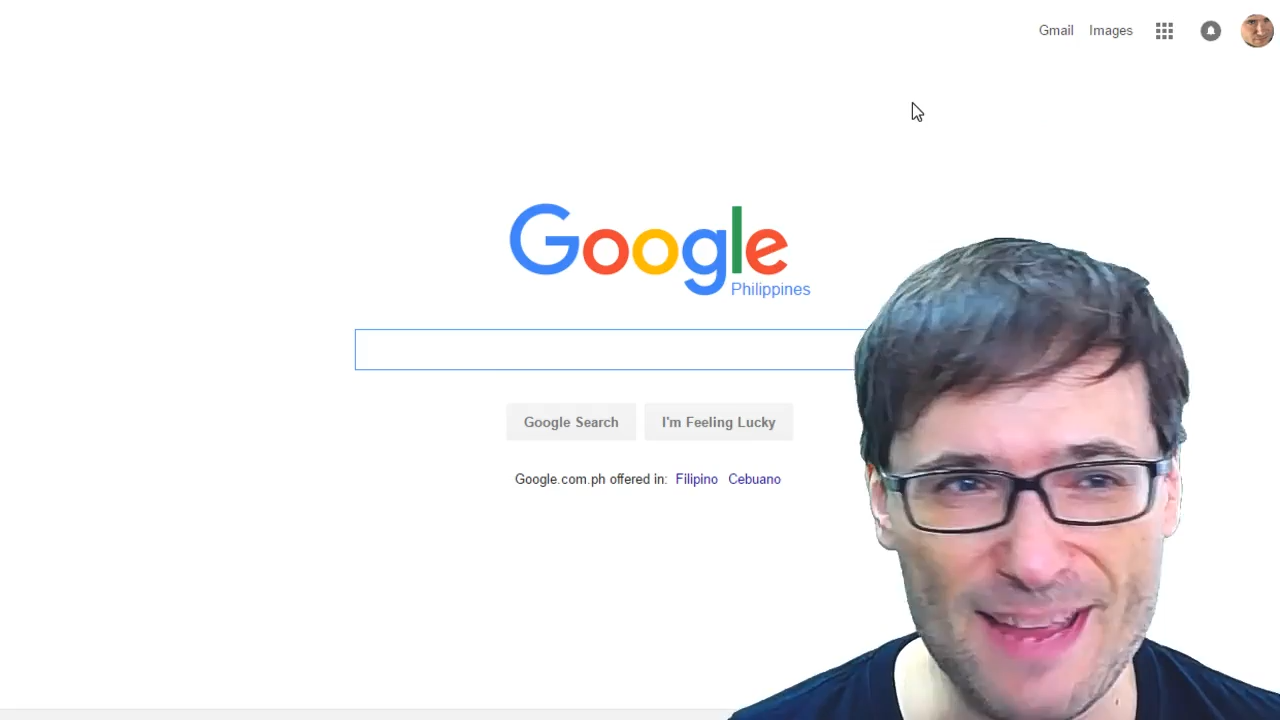 Gmail Images
Google
Philippines
Google Search I'm Feeling Lucky
Google.com.ph offered in: Filipino Cebuano